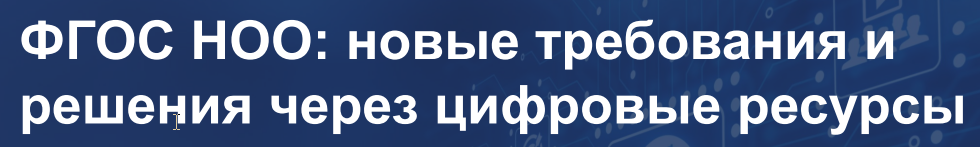 ФГОС НОО: новые требования и
решения через цифровые ресурсы